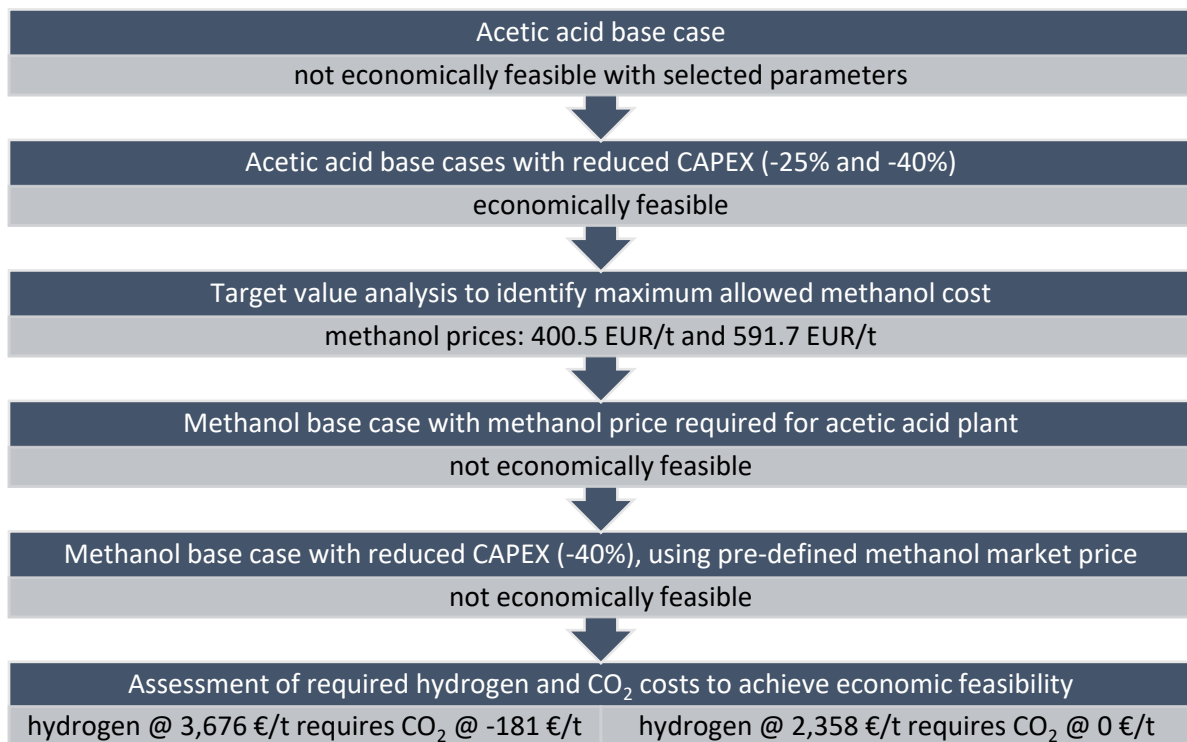 Acetic acid base case
not economically feasible with selected parameters
Acetic acid base cases with reduced CAPEX (-25% and -40%)
economically feasible
Target value analysis to identify maximum allowed methanol cost
methanol prices: 400.5 EUR/t and 591.7 EUR/t
Methanol base case with methanol price required for acetic acid plant
not economically feasible
Methanol base case with reduced CAPEX (-40%), using pre-defined methanol market price
not economically feasible
Assessment of required hydrogen and CO₂ costs to achieve economic feasibility
hydrogen @ 3,676 €/t requires CO₂ @ -181 €/t
hydrogen @ 2,358 €/t requires CO₂ @ 0 €/t